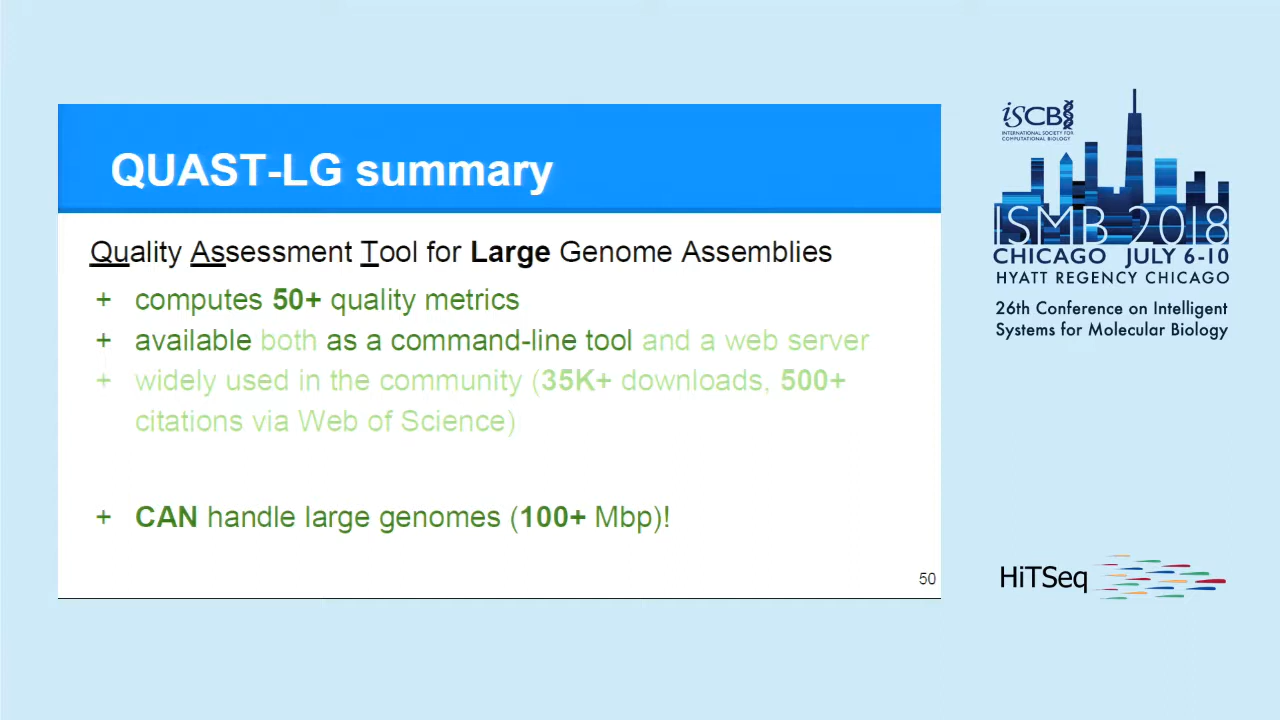 QUAST-LG summary
Quality Assessment Tool for Large Genome Assemblies
+ computes 50+ quality metrics
+ available both as a command-line tool and a web server
+ widely used in the community (35K+ downloads, 500+
citations via Web of Science)
+ CAN handle large genomes (100+ Mbp)!
50
iSCB
INTERNATIONAL SOCIETY FOR
COMPUTATIONAL BIOLOGY
ISMB 2018
CHICAGO JULY 6-10
HYATT REGENCY CHICAGO
26th Conference on Intelligent
Systems for Molecular Biology
HiTSeq